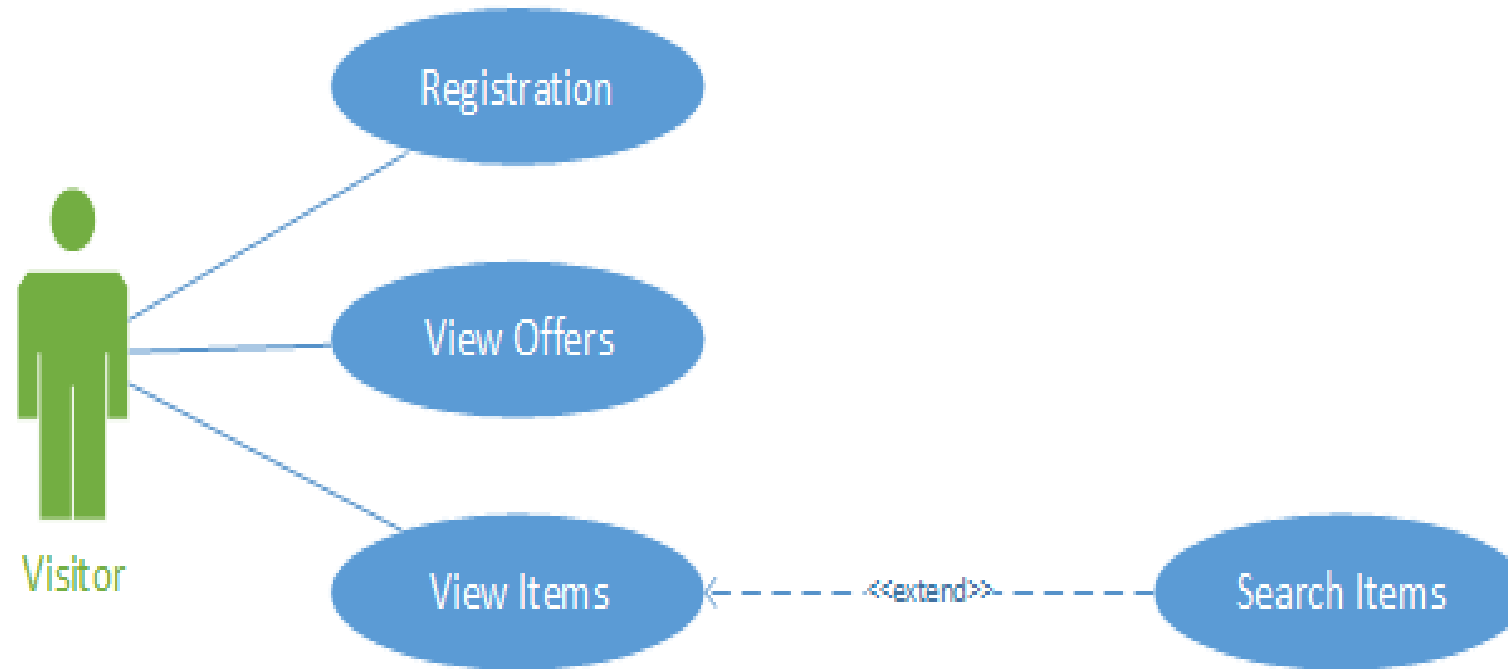 Registration
View Offers
Visitor
View Items
<<extend>>
Search Items